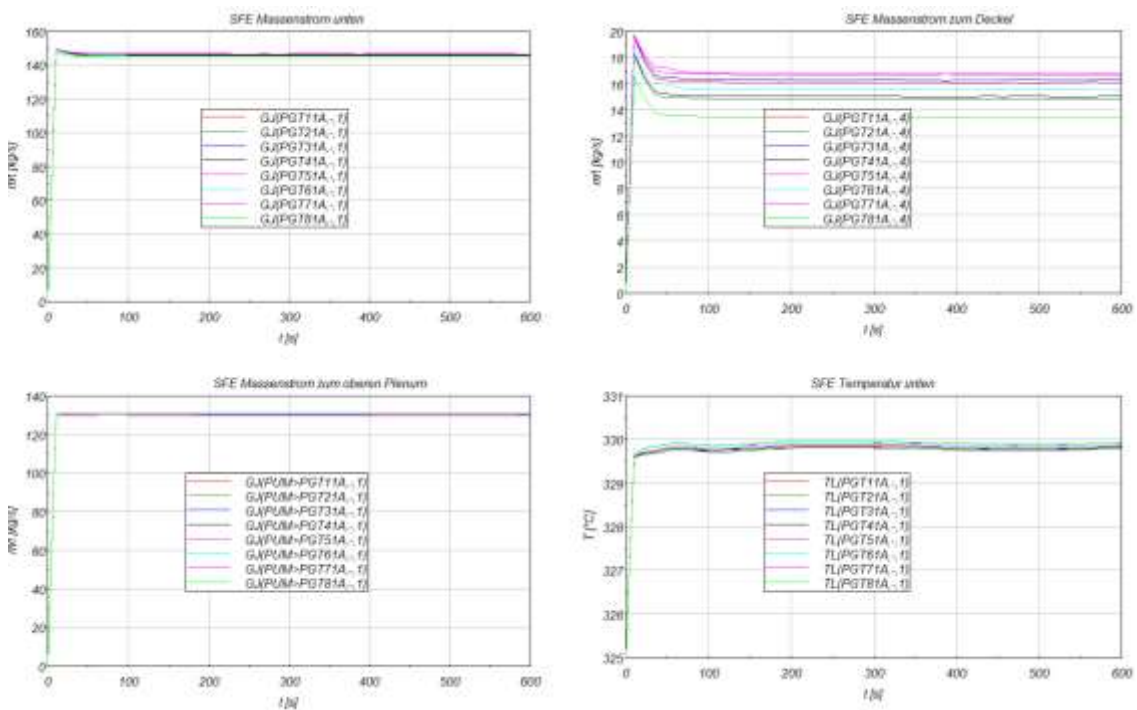 SFE Massenstrom unten
160
140
120
100
80
60
40
20
0
m/t [kg/s]
GJ(PGT11A,-,1)
GJ(PGT21A,-,1)
GJ(PGT31A,-,1)
GJ(PGT41A,-,1)
GJ(PGT51A,-,1)
GJ(PGT61A,-,1)
GJ(PGT71A,-,1)
GJ(PGT81A,-,1)
0 100 200 300 400 500 600
t [s]
SFE Massenstrom zum Deckel
20
18
16
14
12
10
8
6
4
2
0
m/t [kg/s]
GJ(PGT11A,-,4)
GJ(PGT21A,-,4)
GJ(PGT31A,-,4)
GJ(PGT41A,-,4)
GJ(PGT51A,-,4)
GJ(PGT61A,-,4)
GJ(PGT71A,-,4)
GJ(PGT81A,-,4)
0 100 200 300 400 500 600
t [s]
SFE Massenstrom zum oberen Plenum
140
120
100
80
60
40
20
0
m/t [kg/s]
GJ(PUM>PGT11A,-,1)
GJ(PUM>PGT21A,-,1)
GJ(PUM>PGT31A,-,1)
GJ(PUM>PGT41A,-,1)
GJ(PUM>PGT51A,-,1)
GJ(PUM>PGT61A,-,1)
GJ(PUM>PGT71A,-,1)
GJ(PUM>PGT81A,-,1)
0 100 200 300 400 500 600
t [s]
SFE Temperatur unten
331
330
329
328
327
326
325
T [°C]
TL(PGT11A,-,1)
TL(PGT21A,-,1)
TL(PGT31A,-,1)
TL(PGT41A,-,1)
TL(PGT51A,-,1)
TL(PGT61A,-,1)
TL(PGT71A,-,1)
TL(PGT81A,-,1)
0 100 200 300 400 500 600
t [s]